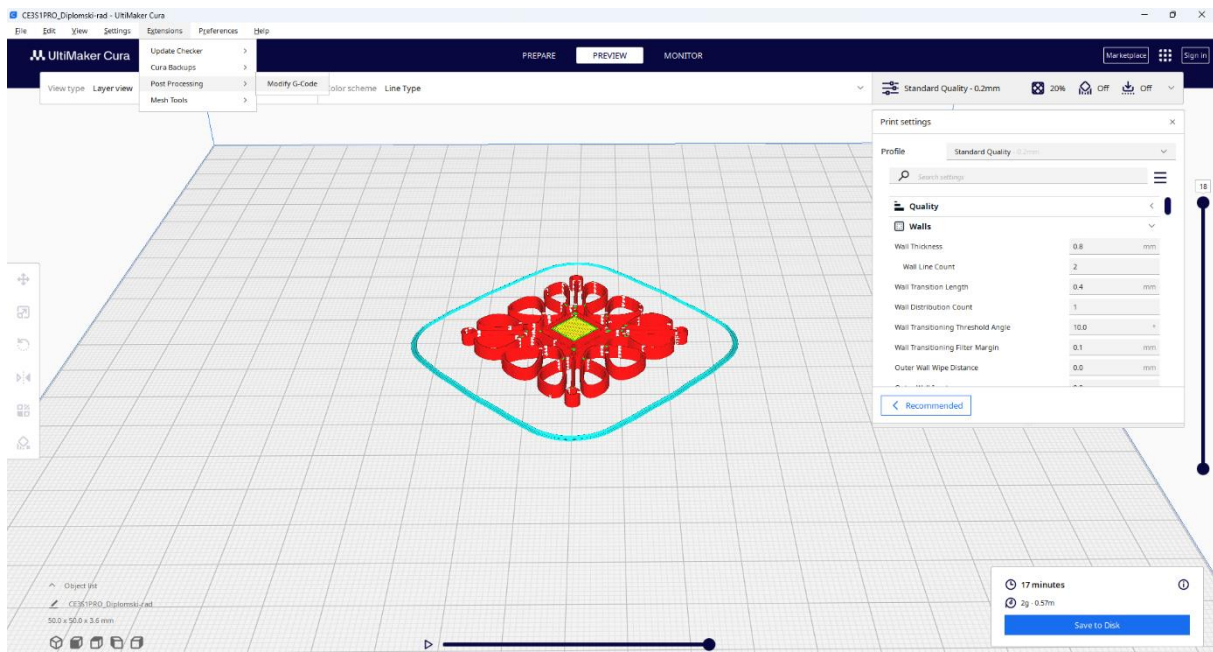 CE3S1PRO_Diplomski-rad - UltiMaker Cura
File Edit View Settings Extensions Preferences Help
UltiMaker Cura
PREPARE PREVIEW MONITOR
Marketplace Sign in
Update Checker
Cura Backups
Post Processing
Mesh Tools
Modify G-Code
View type Layer view
olor scheme Line Type
Standard Quality - 0.2mm 20% Off Off
Print settings
Profile Standard Quality - 0.2mm
Search settings
Quality
Walls
Wall Thickness 0.8 mm
Wall Line Count 2
Wall Transition Length 0.4 mm
Wall Distribution Count 1
Wall Transitioning Threshold Angle 10.0 °
Wall Transitioning Filter Margin 0.1 mm
Outer Wall Wipe Distance 0.0 mm
Recommended
18
Object list
CE3S1PRO_Diplomski-rad
50.0 x 50.0 x 3.6 mm
17 minutes
2g · 0.57m
Save to Disk